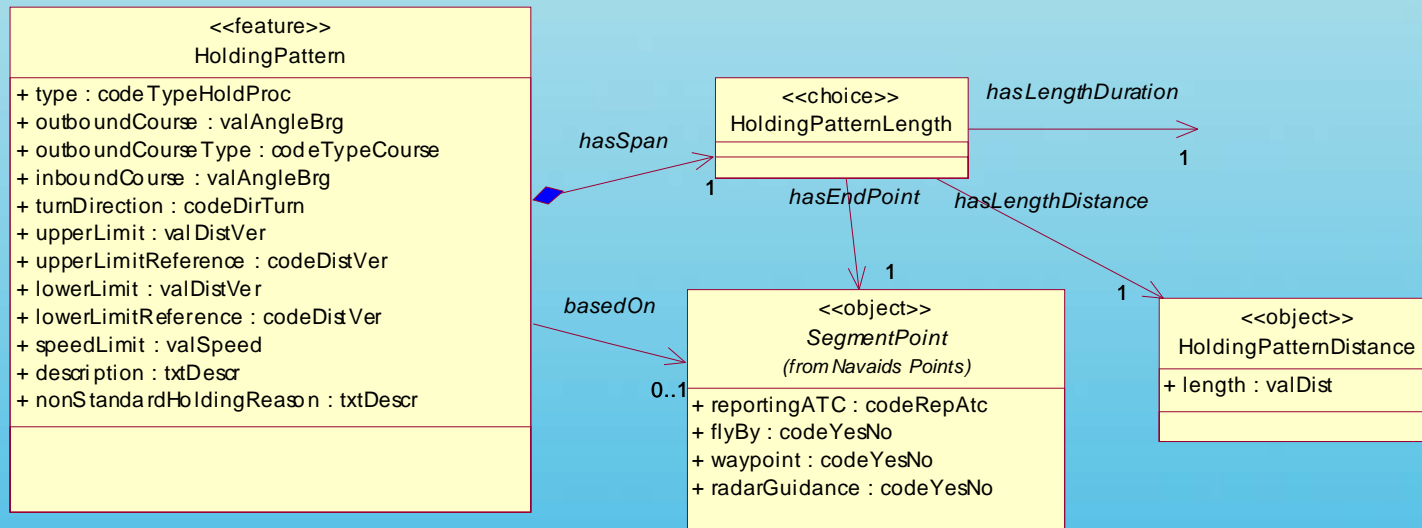 <<feature>>
HoldingPattern
+ type : codeTypeHoldProc
+ outboundCourse : valAngleBrg
+ outboundCourseType : codeTypeCourse
+ inboundCourse : valAngleBrg
+ turnDirection : codeDirTurn
+ upperLimit : valDistVer
+ upperLimitReference : codeDistVer
+ lowerLimit : valDistVer
+ lowerLimitReference : codeDistVer
+ speedLimit : valSpeed
+ description : txtDescr
+ nonStandardHoldingReason : txtDescr
hasSpan
1
<<choice>>
HoldingPatternLength
hasLengthDuration
1
hasEndPoint
1
hasLengthDistance
1
basedOn
0..1
<<object>>
SegmentPoint
(from Navaids Points)
+ reportingATC : codeRepAtc
+ flyBy : codeYesNo
+ waypoint : codeYesNo
+ radarGuidance : codeYesNo
<<object>>
HoldingPatternDistance
+ length : valDist